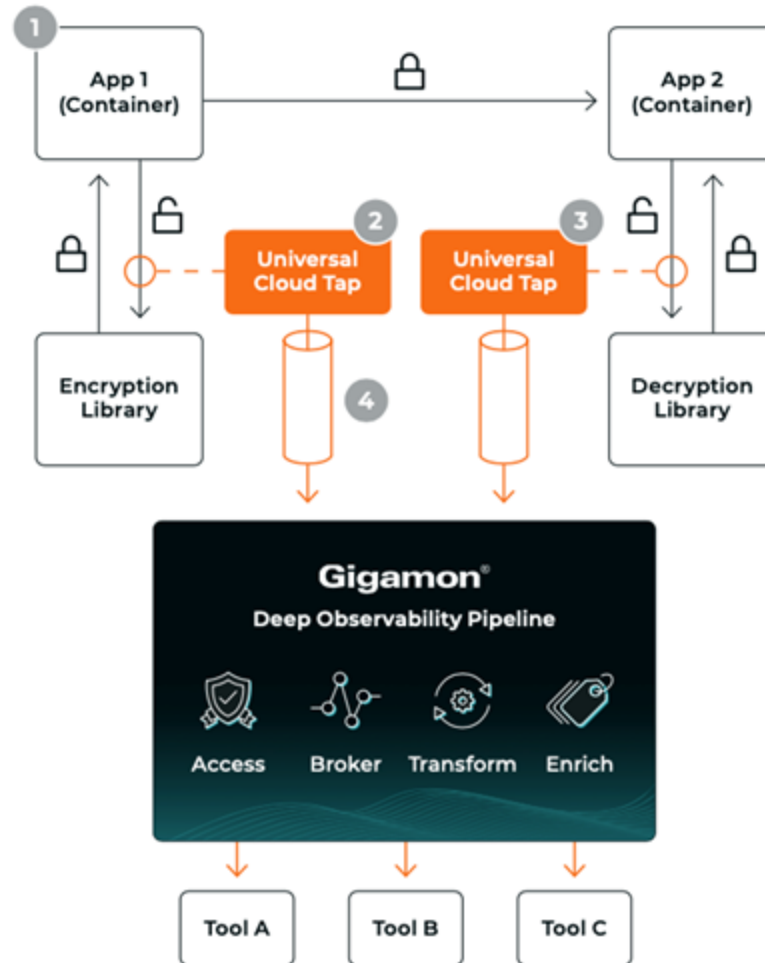 1
App 1
(Container)
App 2
(Container)
2
Universal
Cloud Tap
3
Universal
Cloud Tap
Encryption
Library
4
Decryption
Library
Gigamon®
Deep Observability Pipeline
Access
Broker
Transform
Enrich
Tool A
Tool B
Tool C